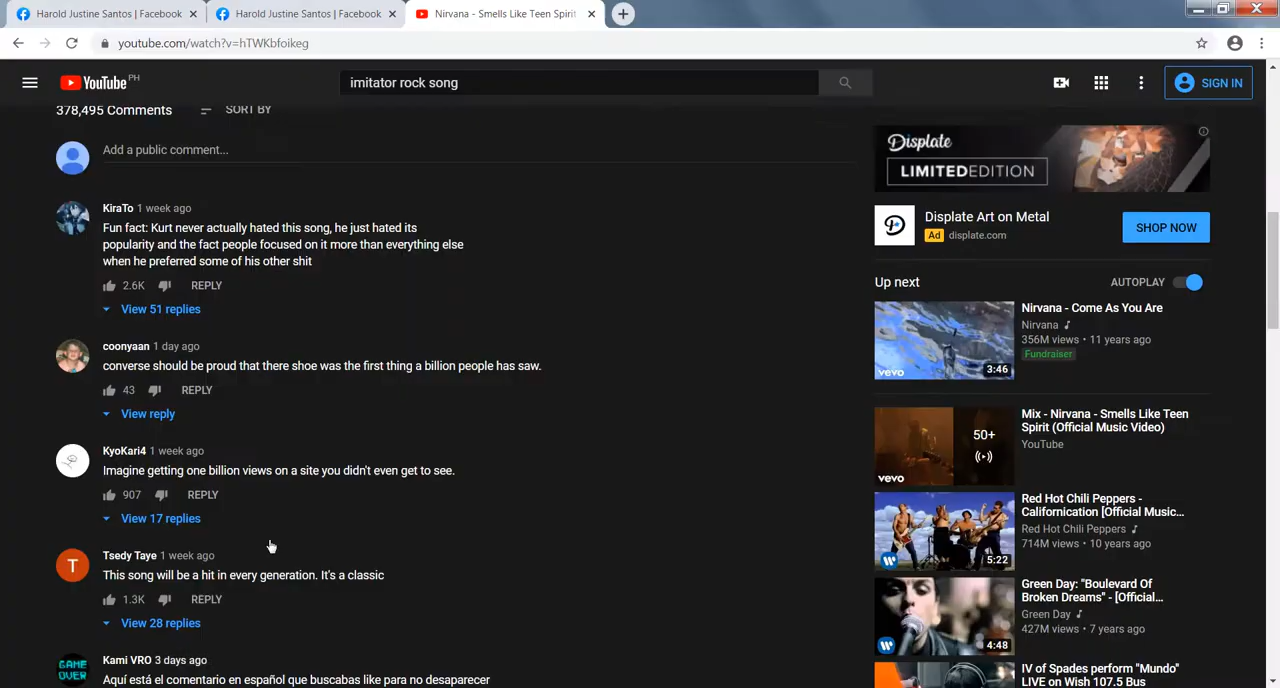 Harold Justine Santos | Facebook
Harold Justine Santos | Facebook
Nirvana - Smells Like Teen Spirit
youtube.com/watch?v=hTWKbfoikeg
YouTube PH
imitator rock song
SIGN IN
378,495 Comments
SORT BY
Add a public comment...
KiraTo 1 week ago
Fun fact: Kurt never actually hated this song, he just hated its
popularity and the fact people focused on it more than everything else
when he preferred some of his other shit
2.6K
REPLY
View 51 replies
coonyaan 1 day ago
converse should be proud that there shoe was the first thing a billion people has saw.
43
REPLY
View reply
KyoKari4 1 week ago
Imagine getting one billion views on a site you didn't even get to see.
907
REPLY
View 17 replies
T
Tsedy Taye 1 week ago
This song will be a hit in every generation. It's a classic
1.3K
REPLY
View 28 replies
GAME OVER
Kami VRO 3 days ago
Aquí está el comentario en español que buscabas like para no desaparecer
Displate
LIMITED EDITION
Displate Art on Metal
Ad displate.com
SHOP NOW
Up next
AUTOPLAY
vevo
3:46
Nirvana - Come As You Are
Nirvana
356M views • 11 years ago
Fundraiser
vevo
50+
Mix - Nirvana - Smells Like Teen
Spirit (Official Music Video)
YouTube
5:22
Red Hot Chili Peppers -
Californication [Official Music...
Red Hot Chili Peppers
714M views • 10 years ago
4:48
Green Day: "Boulevard Of
Broken Dreams" - [Official...
Green Day
427M views • 7 years ago
IV of Spades perform "Mundo"
LIVE on Wish 107.5 Bus